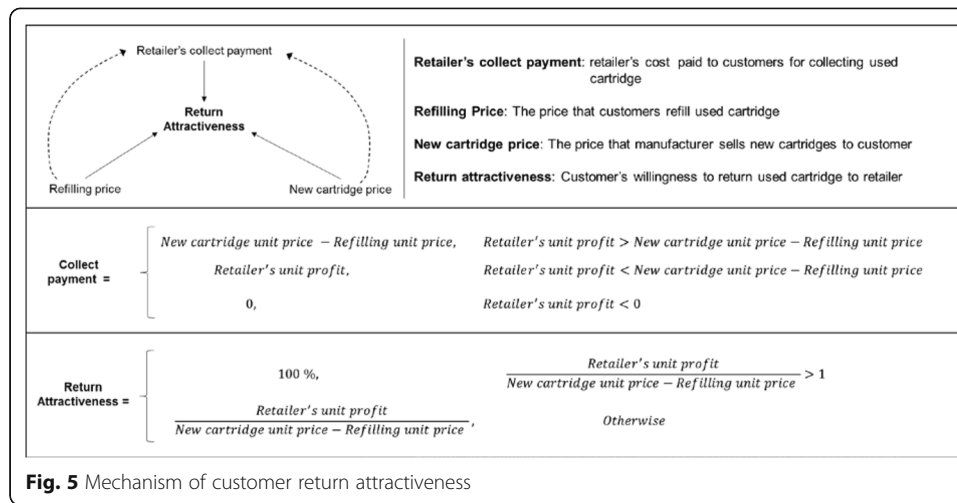 Retailer's collect payment
Return
Attractiveness
Refilling price
New cartridge price
Retailer's collect payment: retailer's cost paid to customers for collecting used
cartridge
Refilling Price: The price that customers refill used cartridge
New cartridge price: The price that manufacturer sells new cartridges to customer
Return attractiveness: Customer's willingness to return used cartridge to retailer
Collect
payment =
New cartridge unit price − Refilling unit price, Retailer's unit profit > New cartridge unit price − Refilling unit price
Retailer's unit profit, Retailer's unit profit < New cartridge unit price − Refilling unit price
0, Retailer's unit profit < 0
Return
Attractiveness =
100 %,
Retailer's unit profit
New cartridge unit price − Refilling unit price
> 1
Retailer's unit profit
New cartridge unit price − Refilling unit price
,
Otherwise
Fig. 5 Mechanism of customer return attractiveness